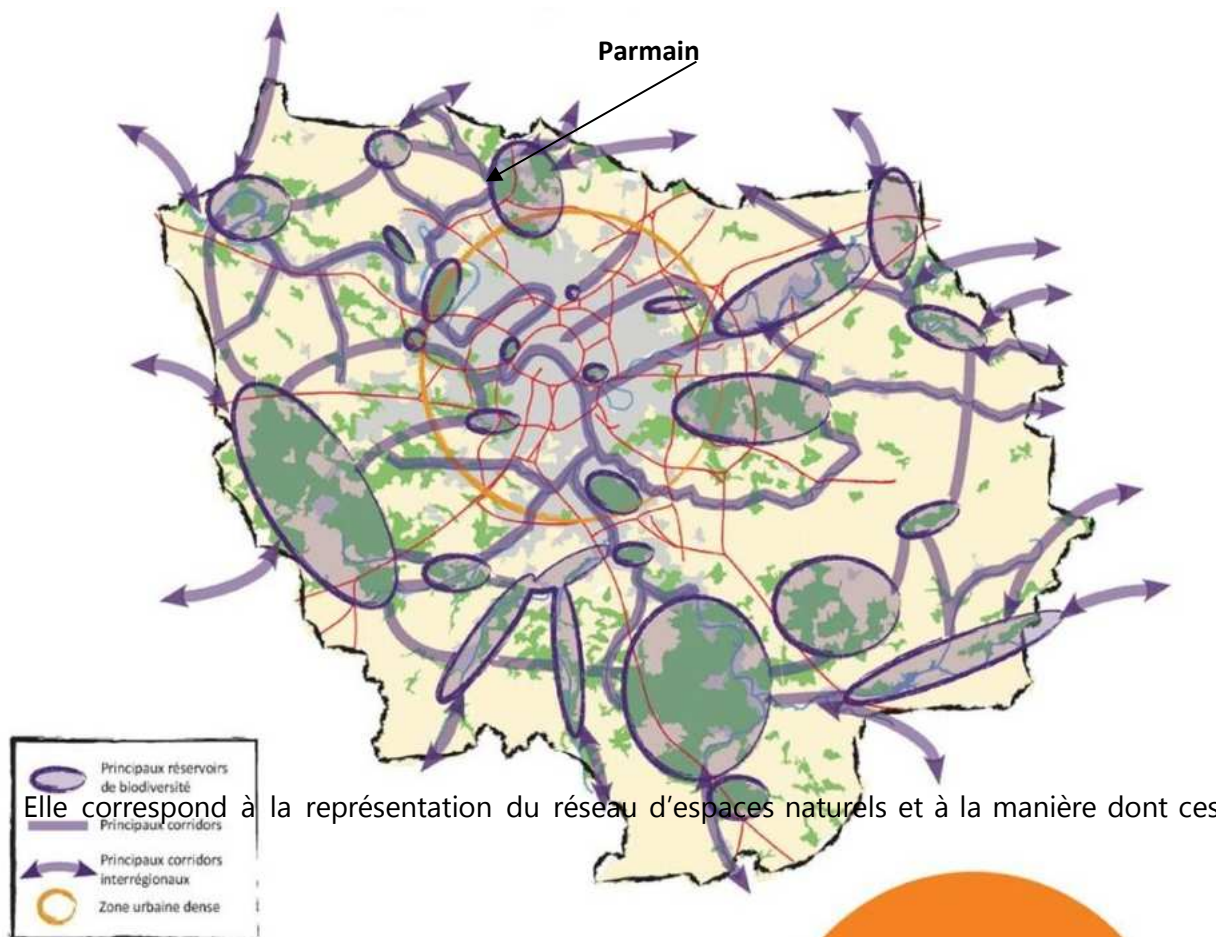 Parmain
Principaux réservoirs
de biodiversité
Elle correspond à la représentation du réseau d'espaces naturels et à la manière dont ces
Principaux corridors
Principaux corridors
interrégionaux
Zone urbaine dense